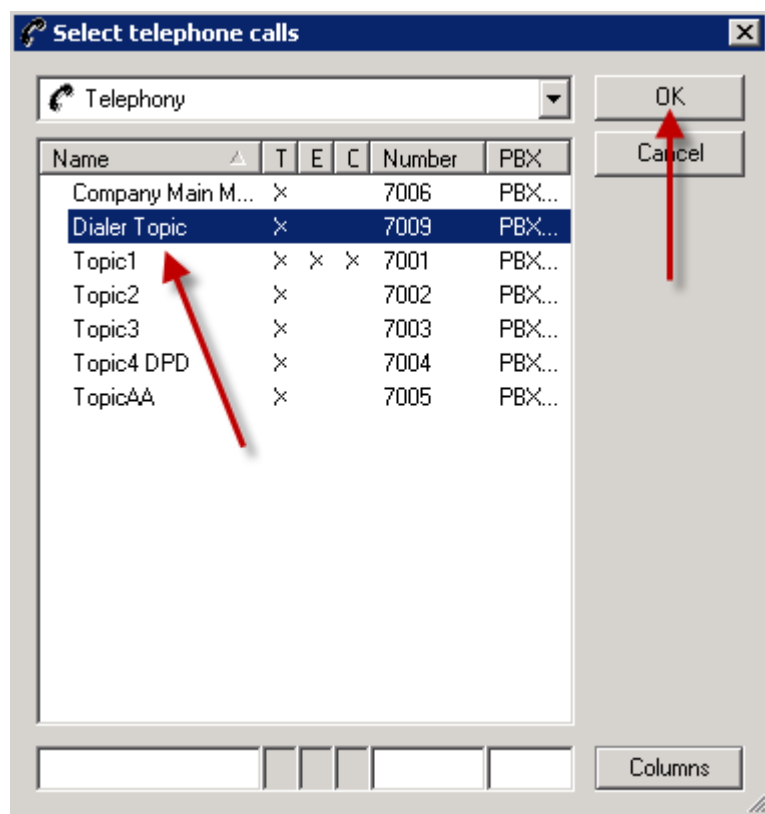 Select telephone calls
Telephony
OK
Cancel
Name T E C Number PBX
Company Main M... X 7006 PBX...
Dialer Topic X 7009 PBX...
Topic1 X X X 7001 PBX...
Topic2 X 7002 PBX...
Topic3 X 7003 PBX...
Topic4 DPD X 7004 PBX...
TopicAA X 7005 PBX...
Columns